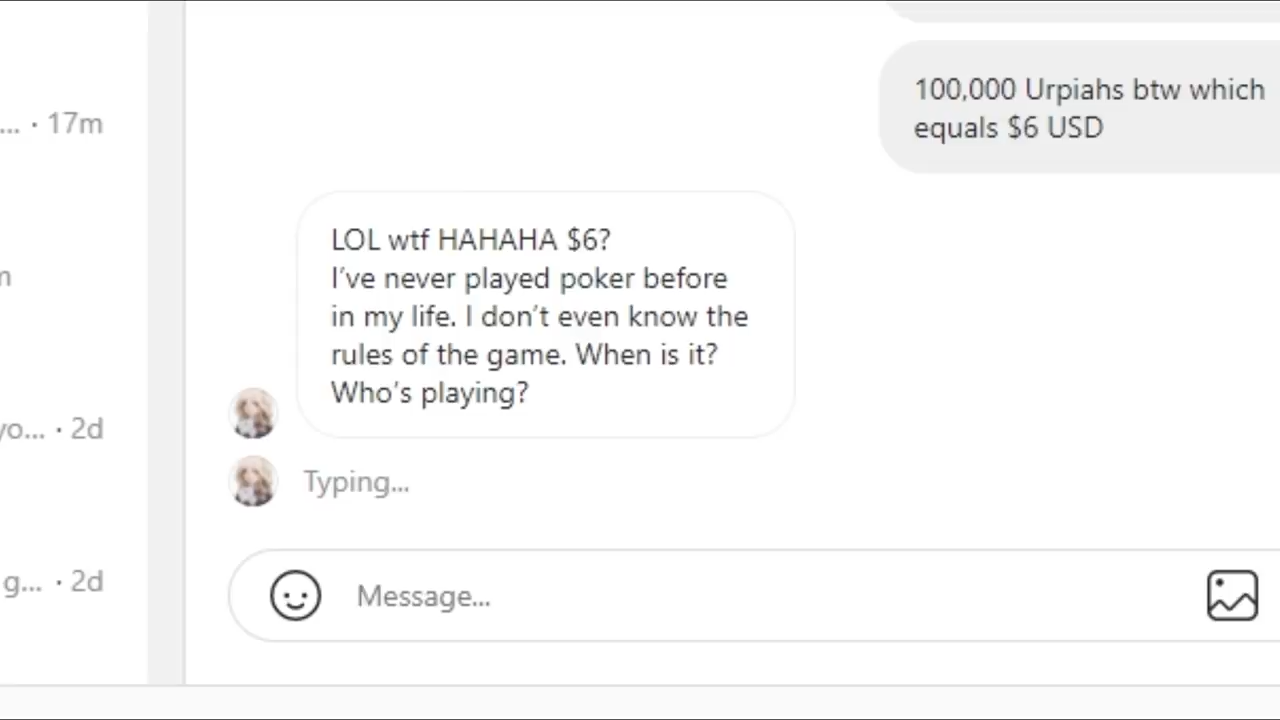 100,000 Urpiahs btw which
equals $6 USD
... · 17m
LOL wtf HAHAHA $6?
I've never played poker before
m
in my life. I don't even know the
rules of the game. When is it?
Who's playing?
yo... · 2d
Typing...
g... · 2d
Message...